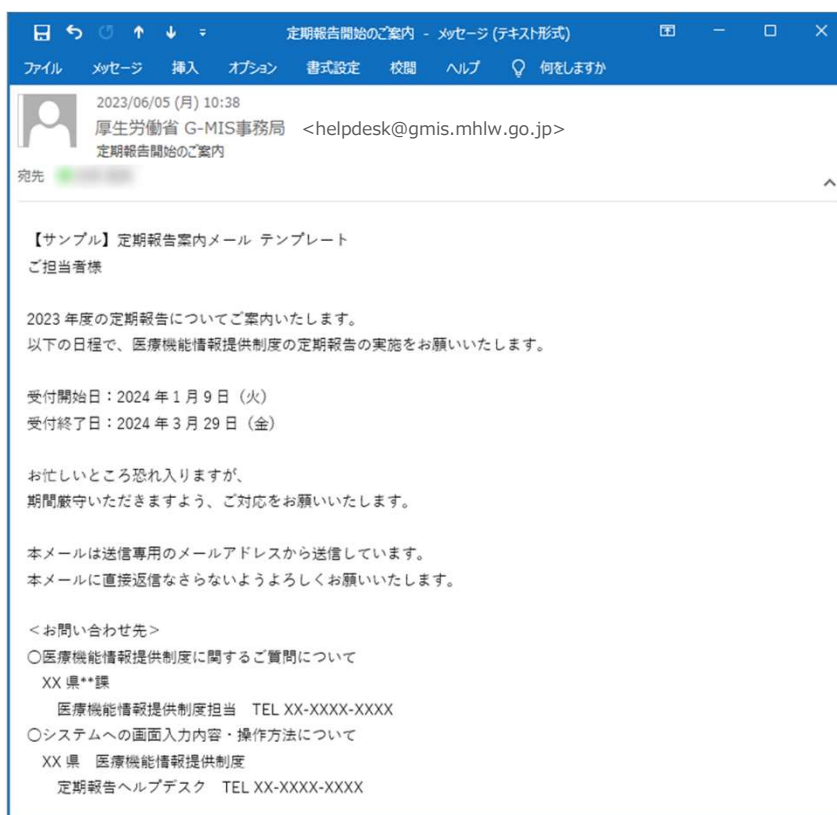 定期報告開始のご案内 - メッセージ (テキスト形式)
ファイル メッセージ 挿入 オプション 書式設定 校閲 ヘルプ 何をしますか
2023/06/05 (月) 10:38
厚生労働省 G-MIS事務局 <helpdesk@gmis.mhlw.go.jp>
定期報告開始のご案内
宛先
【サンプル】定期報告案内メール テンプレート
ご担当者様
2023 年度の定期報告についてご案内いたします。
以下の日程で、医療機能情報提供制度の定期報告の実施をお願いいたします。
受付開始日：2024 年 1 月 9 日（火）
受付終了日：2024 年 3 月 29 日（金）
お忙しいところ恐れ入りますが、
期間厳守いただきますよう、ご対応をお願いいたします。
本メールは送信専用のメールアドレスから送信しています。
本メールに直接返信なさらないようよろしくお願いいたします。
＜お問い合わせ先＞
○医療機能情報提供制度に関するご質問について
XX 県**課
医療機能情報提供制度担当 TEL XX-XXXX-XXXX
○システムへの画面入力内容・操作方法について
XX 県 医療機能情報提供制度
定期報告ヘルプデスク TEL XX-XXXX-XXXX